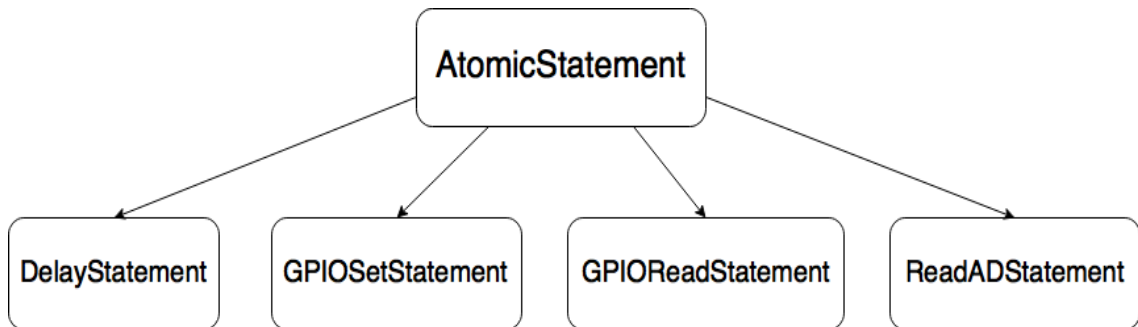 AtomicStatement
DelayStatement
GPIOSetStatement
GPIOReadStatement
ReadADStatement